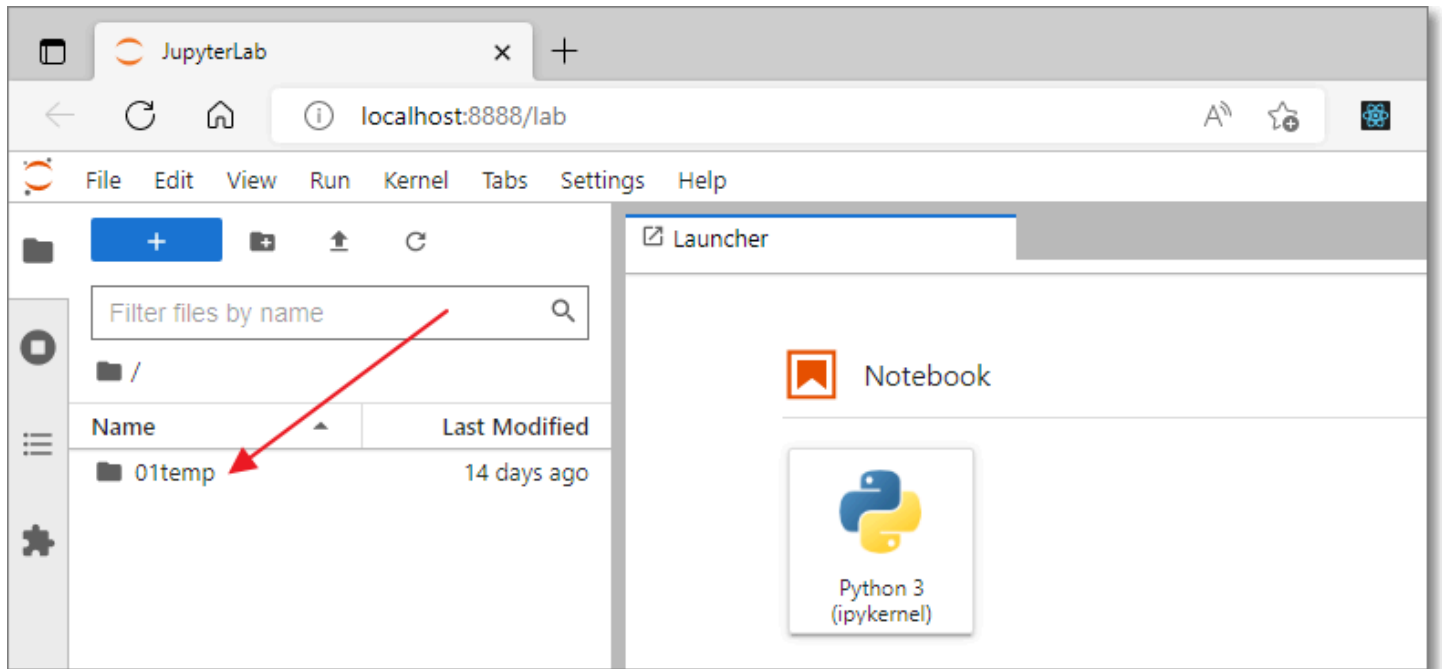 JupyterLab
localhost:8888/lab
File Edit View Run Kernel Tabs Settings Help
Launcher
Filter files by name
/
Name Last Modified
01temp 14 days ago
Notebook
Python 3
(ipykernel)